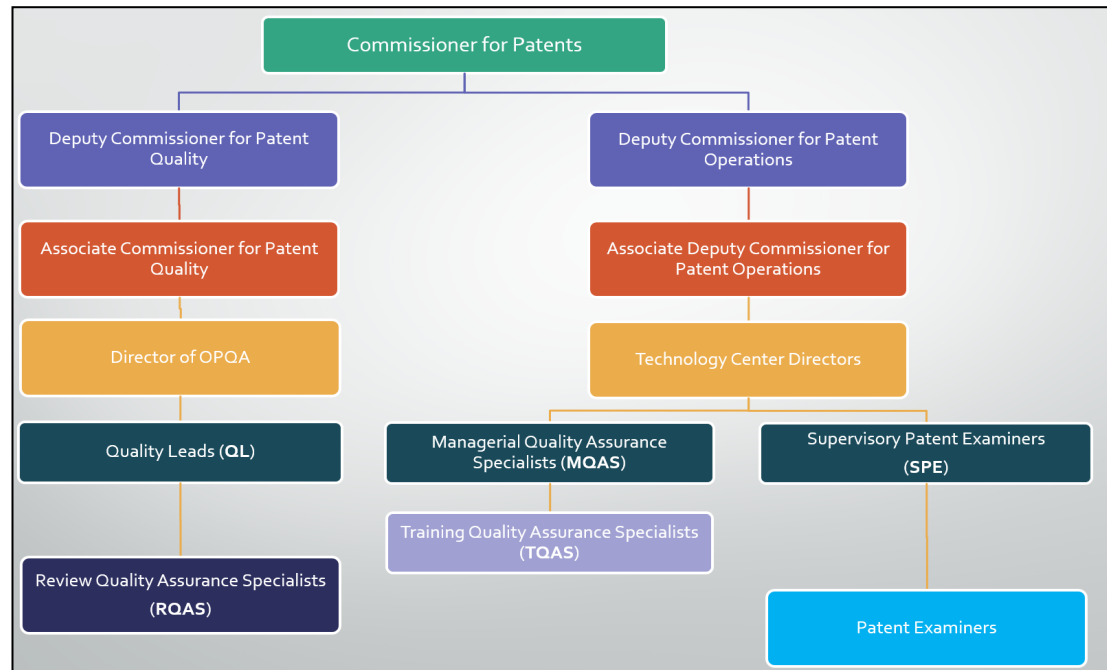 Commissioner for Patents
Deputy Commissioner for Patent
Quality
Deputy Commissioner for Patent
Operations
Associate Commissioner for Patent
Quality
Associate Deputy Commissioner for
Patent Operations
Director of OPQA
Technology Center Directors
Quality Leads (QL)
Managerial Quality Assurance
Specialists (MQAS)
Supervisory Patent Examiners
(SPE)
Training Quality Assurance Specialists
(TQAS)
Review Quality Assurance Specialists
(RQAS)
Patent Examiners